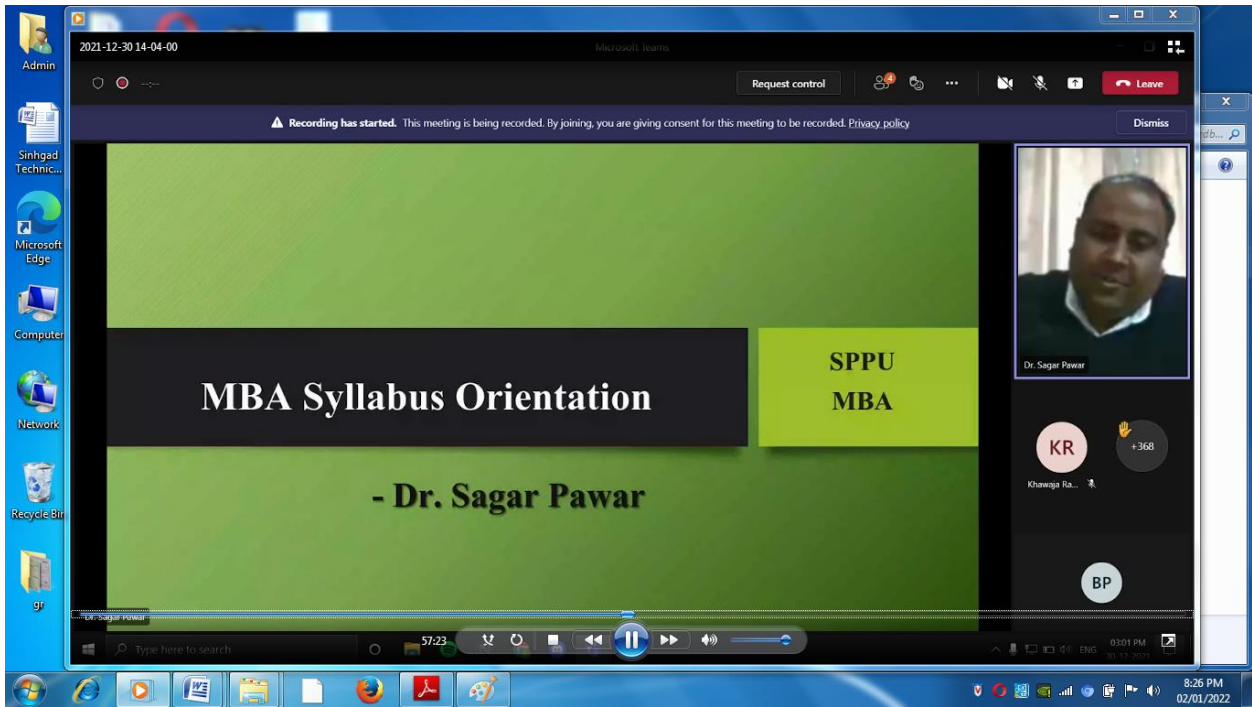 Admin
Sinhgad
Technic...
Microsoft
Edge
Computer
Network
Recycle Bin
gr
2021-12-30 14-04-00
Microsoft Teams
--:--
Request control
4
...
Leave
Recording has started. This meeting is being recorded. By joining, you are giving consent for this meeting to be recorded. Privacy policy
Dismiss
MBA Syllabus Orientation
SPPU
MBA
- Dr. Sagar Pawar
Dr. Sagar Pawar
KR
+368
Khawaja Ra...
BP
Dr. Sagar Pawar
Type here to search
57:23
ENG
03:01 PM
30-12-2021
8:26 PM
02/01/2022